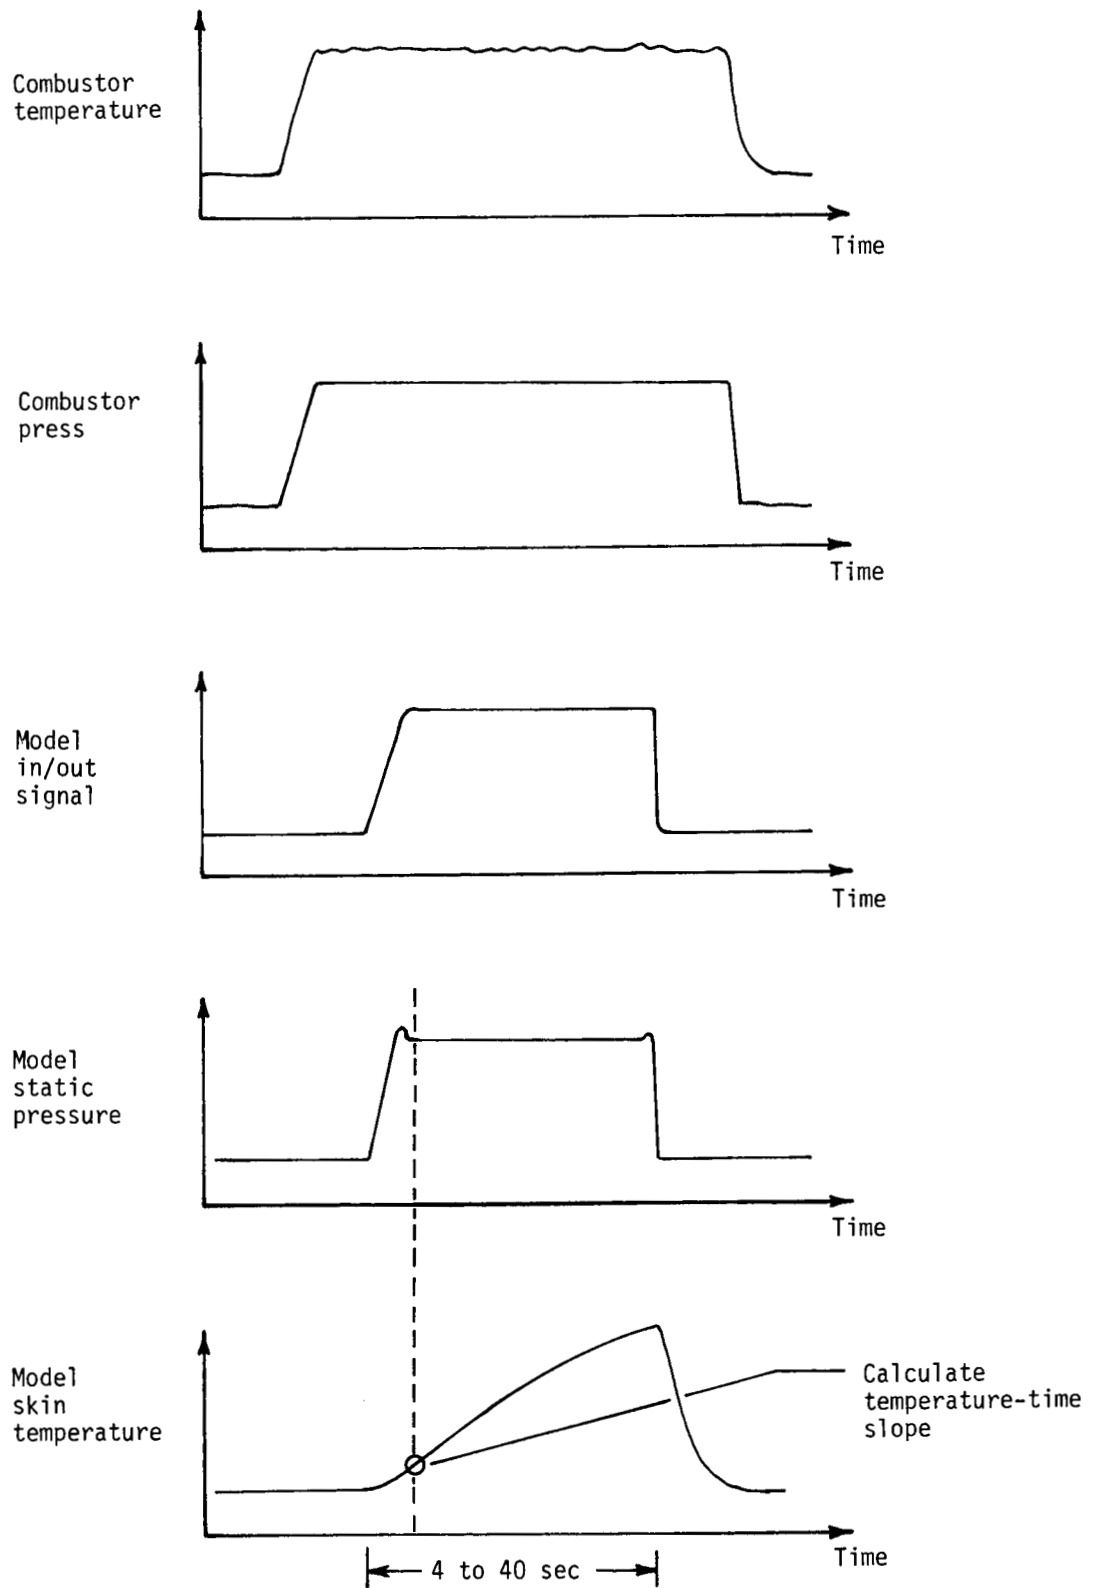 Combustor
temperature
Time
Combustor
press
Time
Model
in/out
signal
Time
Model
static
pressure
Time
Model
skin
temperature
Calculate
temperature-time
slope
Time
4 to 40 sec